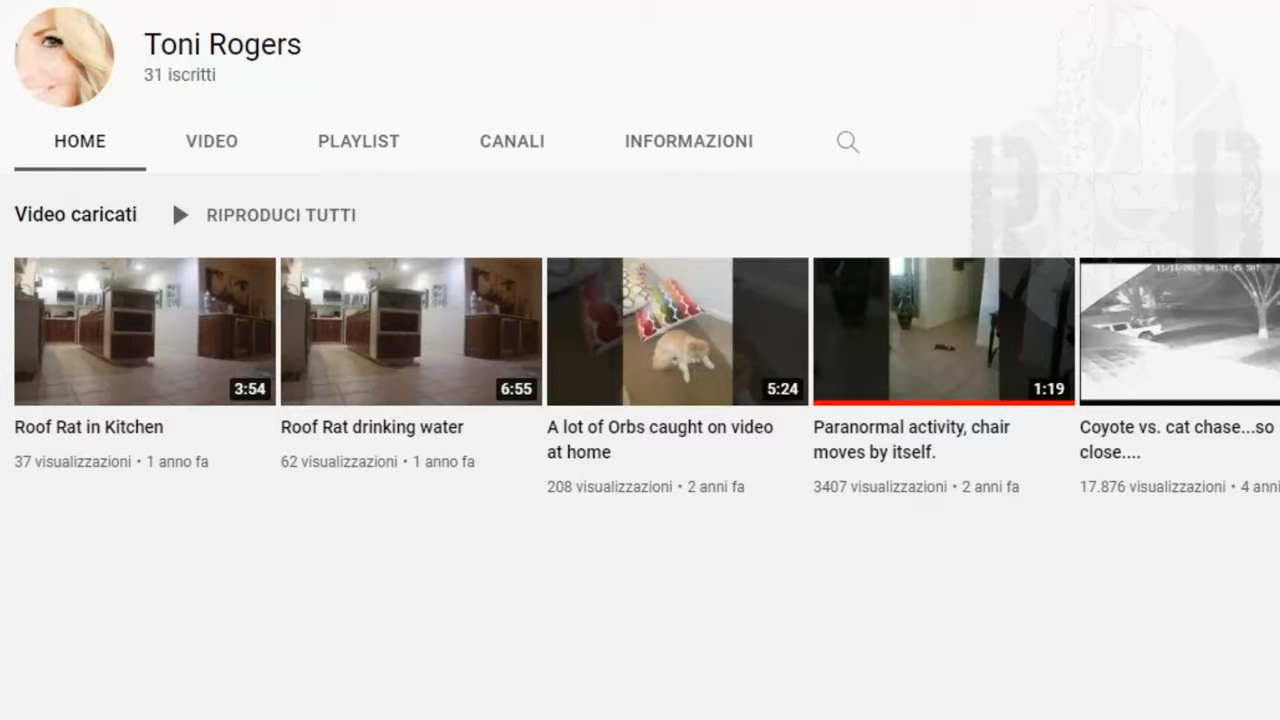 Toni Rogers
31 iscritti
HOME
VIDEO
PLAYLIST
CANALI
INFORMAZIONI
Video caricati
RIPRODUCI TUTTI
3:54
6:55
5:24
1:19
Roof Rat in Kitchen
37 visualizzazioni • 1 anno fa
Roof Rat drinking water
62 visualizzazioni • 1 anno fa
A lot of Orbs caught on video
at home
208 visualizzazioni • 2 anni fa
Paranormal activity, chair
moves by itself.
3407 visualizzazioni • 2 anni fa
Coyote vs. cat chase...so
close....
17.876 visualizzazioni • 4 anni